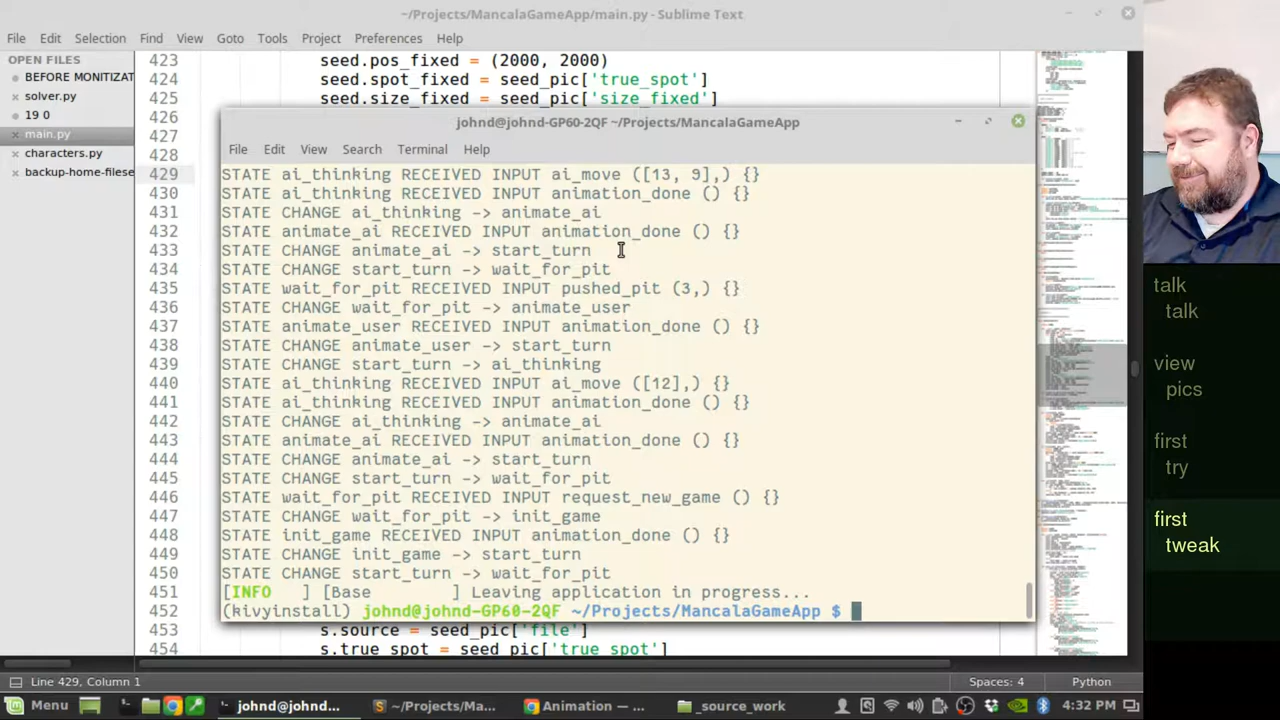 ~/Projects/MancalaGameApp/main.py - Sublime Text
File Edit Selection Find View Goto Tools Project Preferences Help
OPEN FILES
BEFORE MONITIZAT
solver.py
19 0
main.py
characters.py
backup-home-filese
423 seed.pos_fixed = (2000, 2000)
424 seed_pic['true_spot']
425 seed.size_fixed = seed_pic['size_fixed']
426
427
428
429
430
431
432
433
434
435
436
437
438
439
440
441
442
443
444
445
446
447
448
449
450
451
452
453 s.source = seed_pic['file']
454 seed_pic['true_spot']
johnd@johnd-GP60-2QF ~/Projects/MancalaGameApp
File Edit View Search Terminal Help
STATE ai_thinking RECEIVED INPUT ai_move ([13, 9],) {}
STATE ai_thinking RECEIVED INPUT animation_done () {}
STATE CHANGE ai_thinking -> animate_ai
STATE animate_ai RECEIVED INPUT animation_done () {}
STATE CHANGE animate_ai -> start_turn
STATE CHANGE start_turn -> wait_for_pit
STATE wait_for_pit RECEIVED INPUT pushed_pit (3,) {}
STATE CHANGE wait_for_pit -> animate_user
STATE animate_user RECEIVED INPUT animation_done () {}
STATE CHANGE animate_user -> start_turn
STATE CHANGE start_turn -> ai_thinking
STATE ai_thinking RECEIVED INPUT ai_move ([12],) {}
STATE ai_thinking RECEIVED INPUT animation_done () {}
STATE CHANGE ai_thinking -> animate_ai
STATE animate_ai RECEIVED INPUT animation_done () {}
STATE CHANGE animate_ai -> start_turn
STATE CHANGE start_turn -> wait_for_pit
STATE wait_for_pit RECEIVED INPUT request_new_game () {}
STATE CHANGE wait_for_pit -> init_game
STATE init_game RECEIVED INPUT animation_done () {}
STATE CHANGE init_game -> start_turn
STATE CHANGE start_turn -> wait_for_pit
[INFO ] [Base ] Leaving application in progress...
(kivyinstall) johnd@johnd-GP60-2QF ~/Projects/MancalaGameApp $
talk
talk
view
pics
first
try
first
tweak
Line 429, Column 1 Spaces: 4 Python
Menu johnd@johnd... ~/Projects/Ma... Animation — ... _source_work 4:32 PM